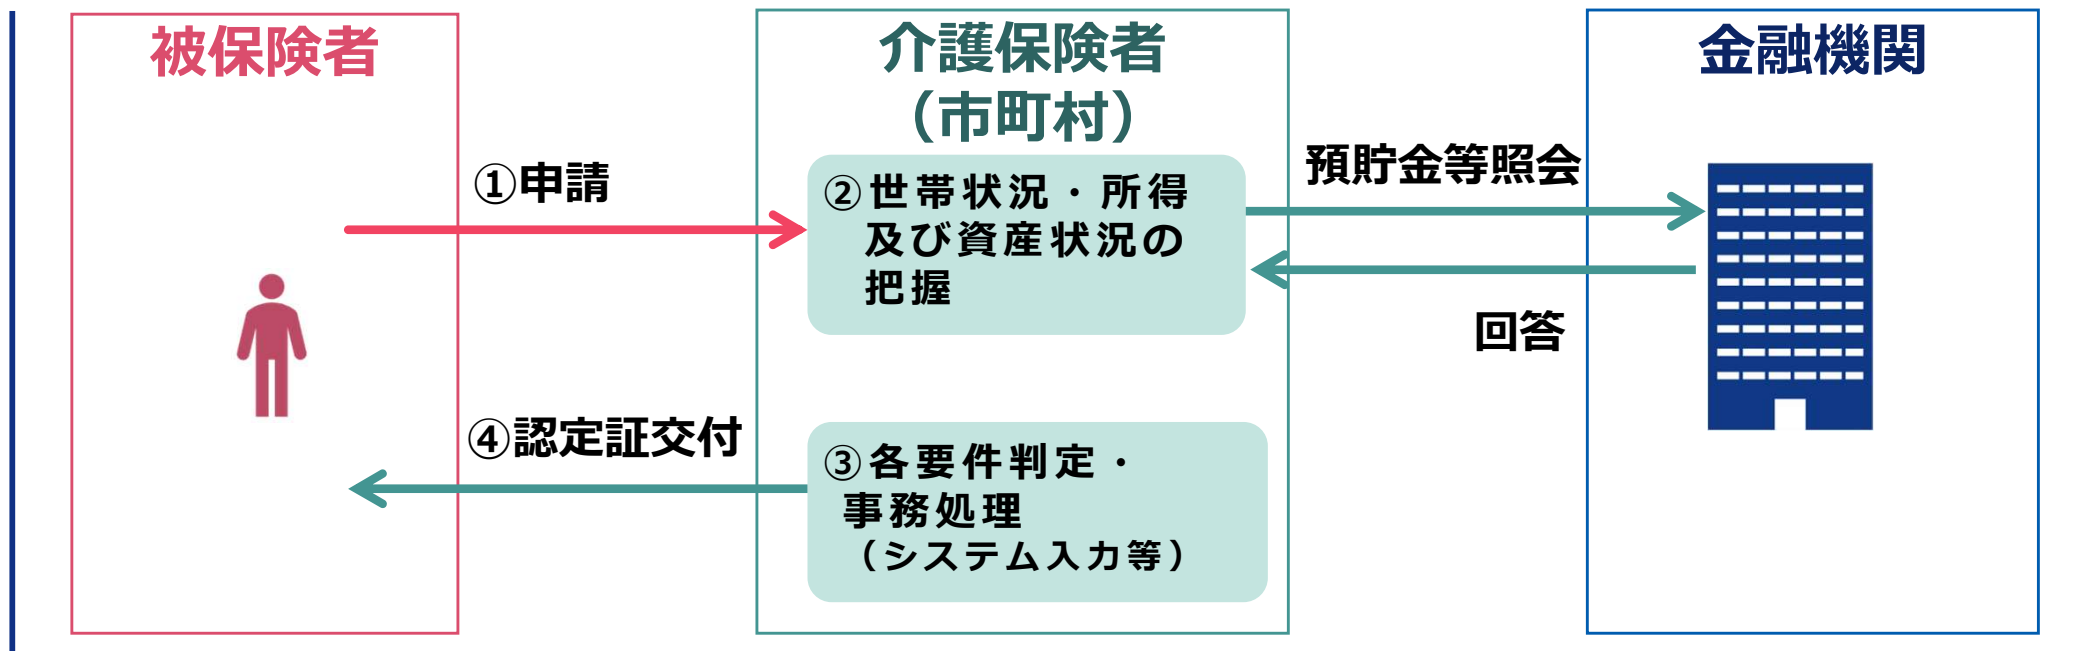 被保険者
介護保険者
（市町村）
金融機関
①申請
②世帯状況・所得
及び資産状況の
把握
預貯金等照会
回答
④認定証交付
③各要件判定・
事務処理
（システム入力等）